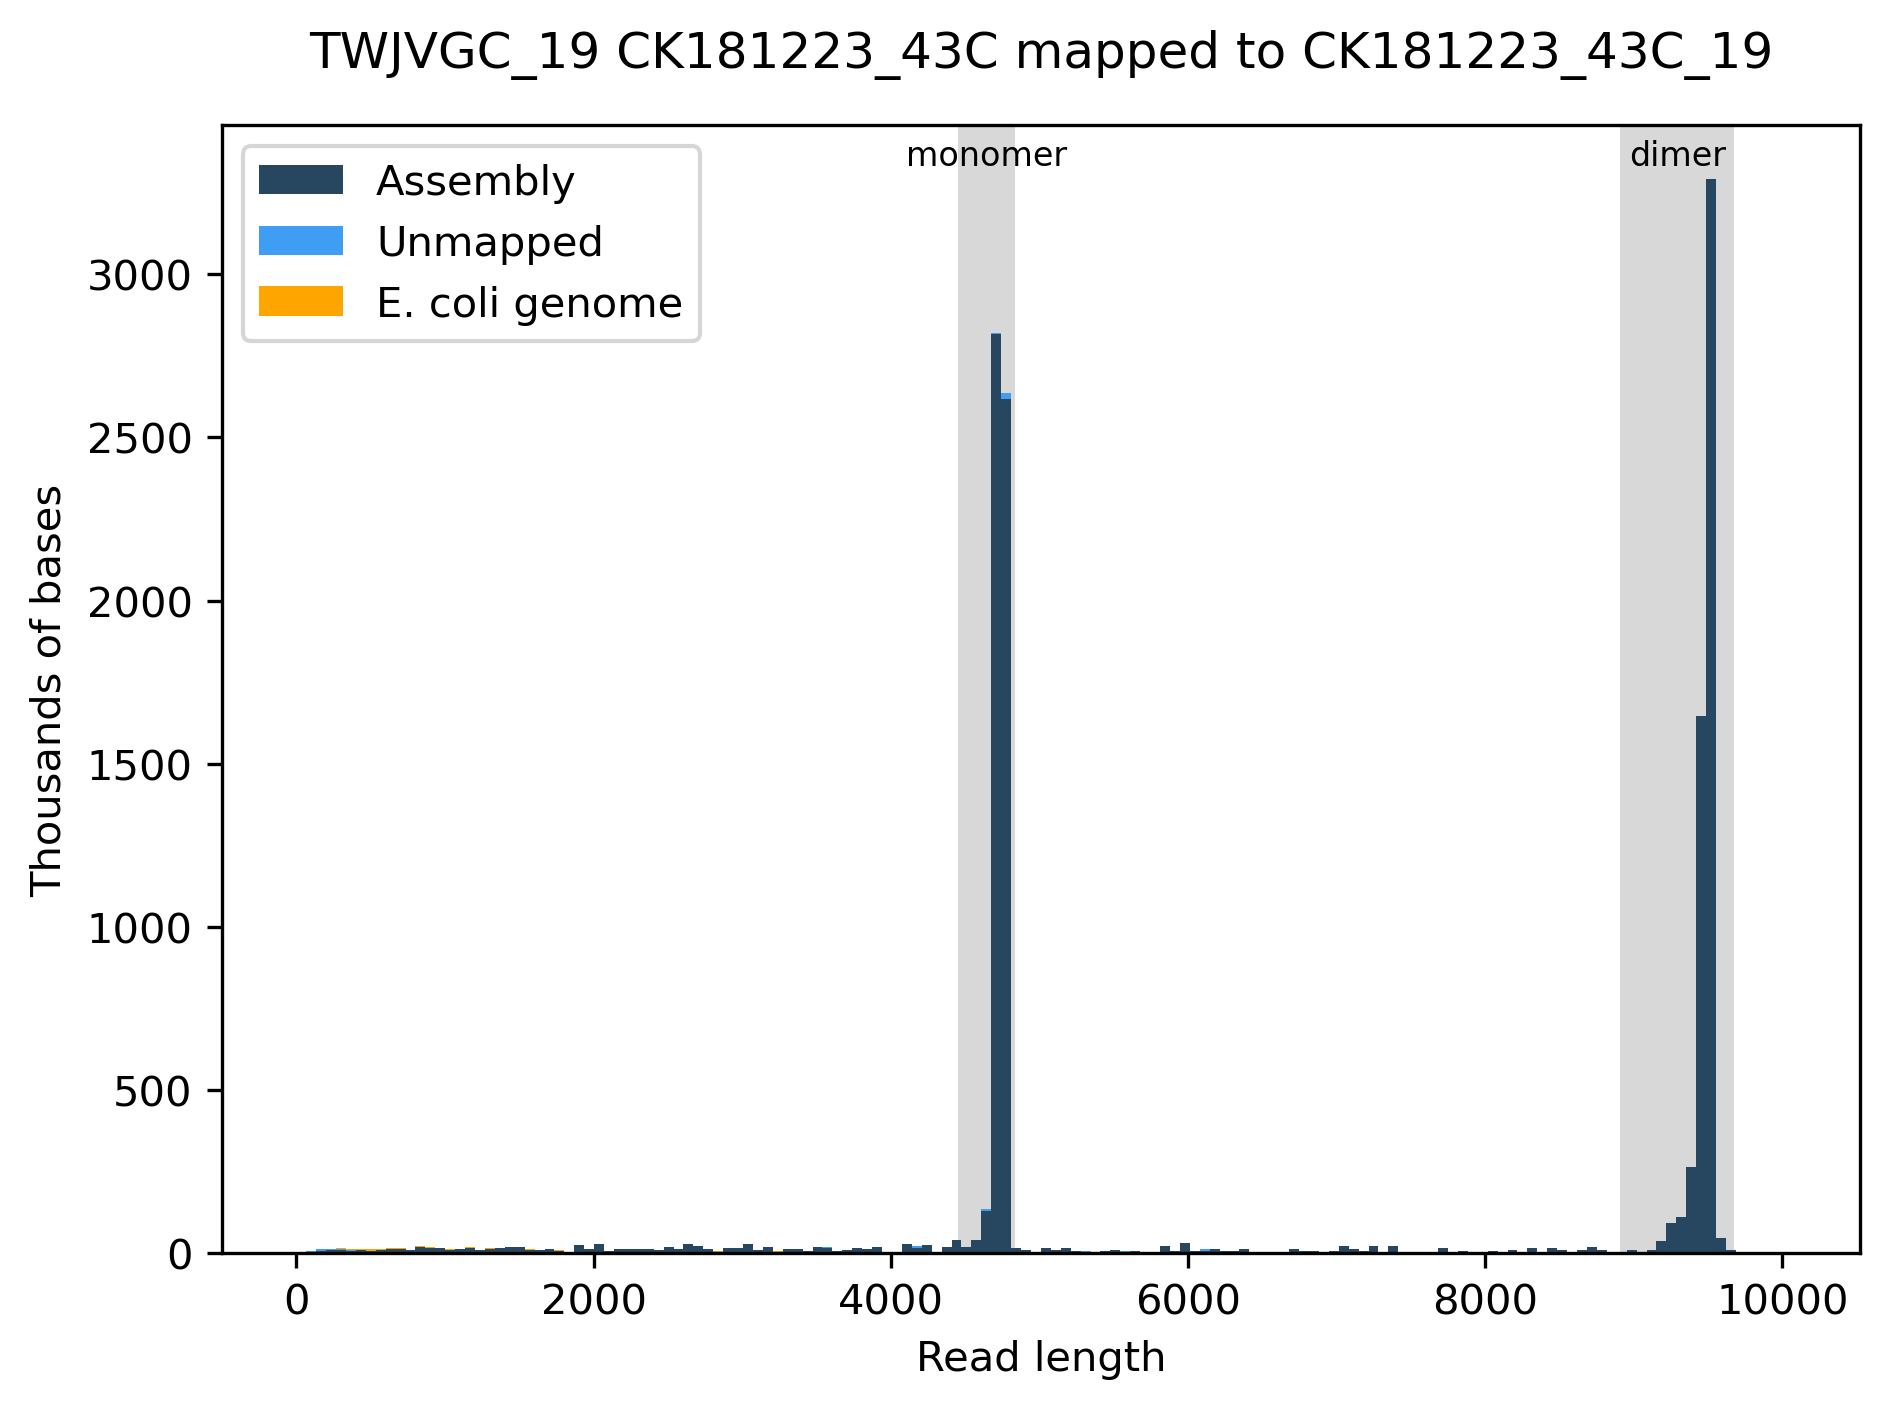 TWJVGC_19 CK181223_43C mapped to CK181223_43C_19
monomer
dimer
Assembly
Unmapped
E. coli genome
3000
2500
2000
1500
1000
500
0
Thousands of bases
0 2000 4000 6000 8000 10000
Read length